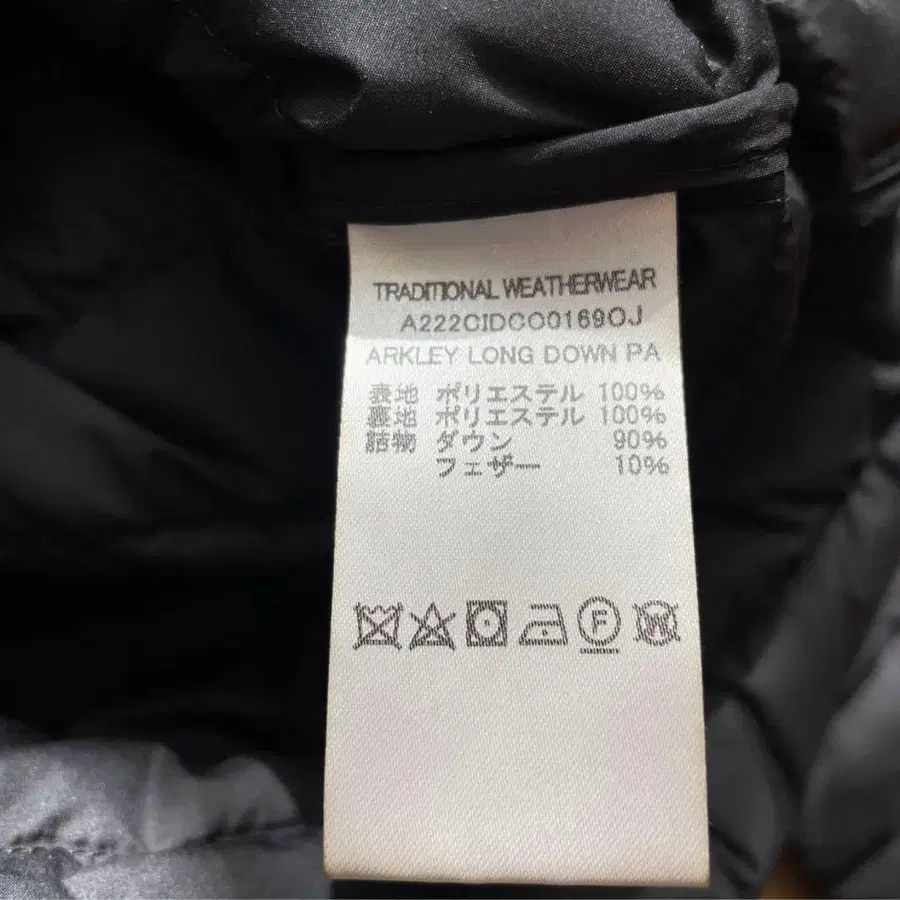 TRADITIONAL WEATHERWEAR
A222CIDCO0169OJ
ARKLEY LONG DOWN PA
表地 ポリエステル 100%
裏地 ポリエステル 100%
詰物 ダウン 90%
フェザー 10%
F W